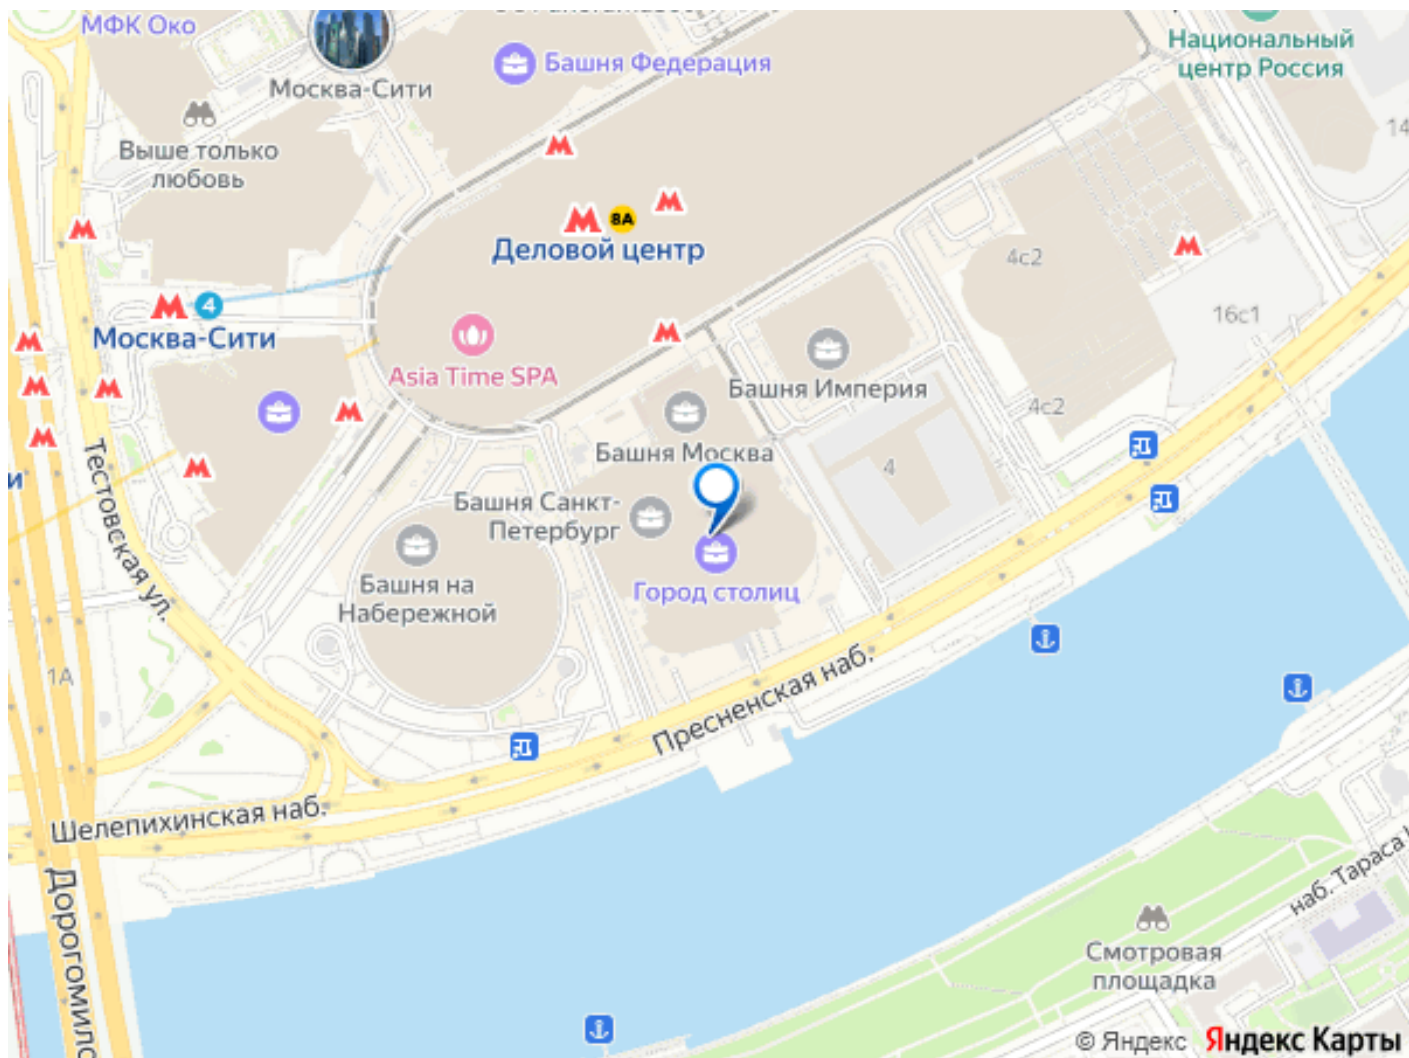 МФК Око
Москва-Сити
Башня Федерация
Национальный
центр Россия
Выше только
любовь
14
М
М
М
8А
Деловой центр
М
М
4с2
М
16с1
М
4
Москва-Сити
М
М
М
М
М
М
М
Asia Time SPA
Башня Империя
4с2
Башня Москва
4
и
Тестовская ул.
Башня Санкт-
Петербург
Башня на
Набережной
Город столиц
1А
Пресненская наб.
Шелепихинская наб.
Дорогомило
наб. Тараса
Смотровая
площадка
© Яндекс Яндекс Карты